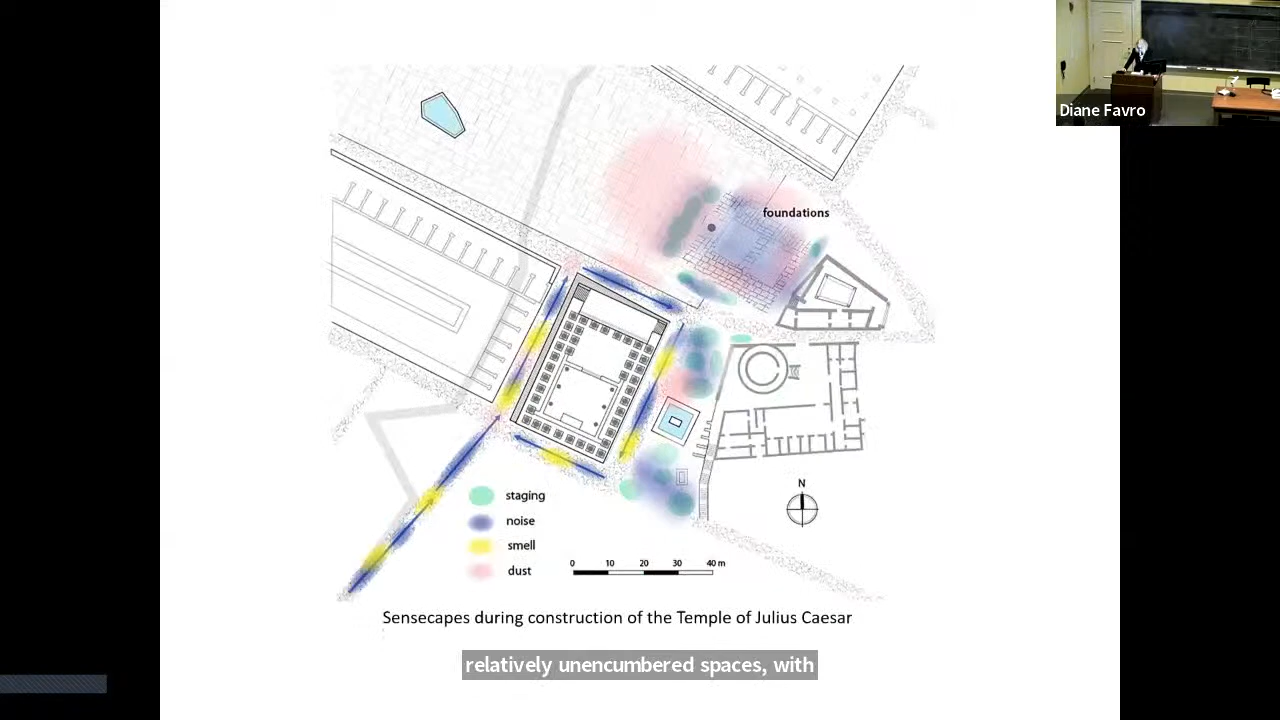 Diane Favro
foundations
N
staging
noise
smell
dust
0 10 20 30 40 m
Sensecapes during construction of the Temple of Julius Caesar
relatively unencumbered spaces, with